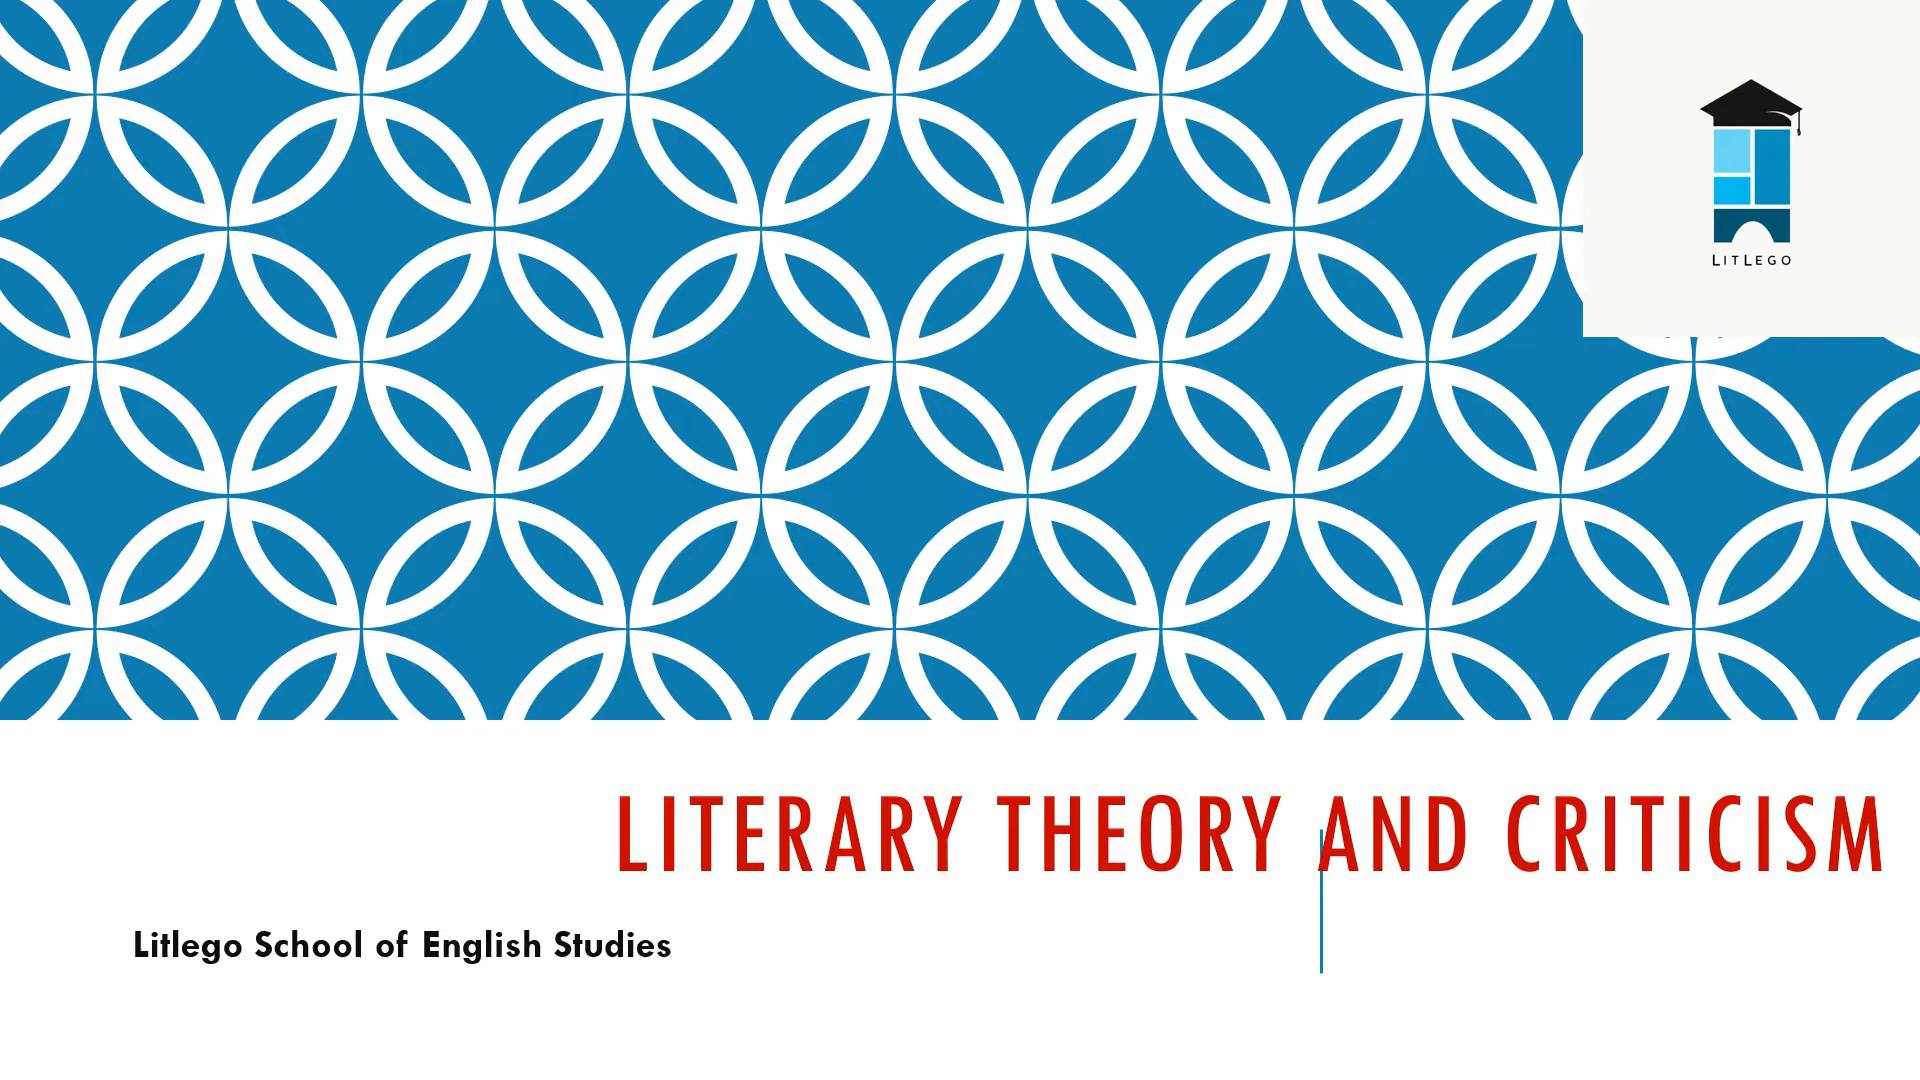 LITLEGO
LITERARY THEORY AND CRITICISM
Litlego School of English Studies